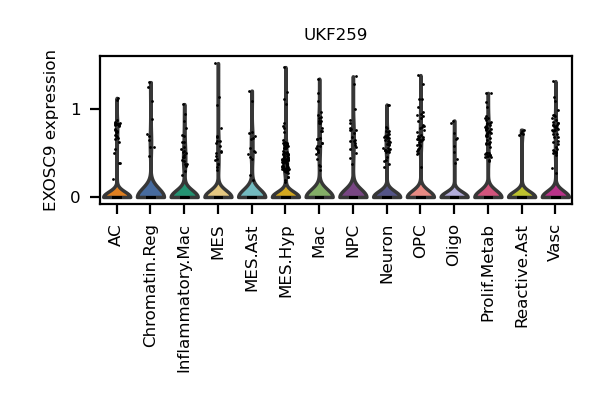 UKF259
EXOSC9 expression
1
0
AC
Chromatin.Reg
Inflammatory.Mac
MES
MES.Ast
MES.Hyp
Mac
NPC
Neuron
OPC
Oligo
Prolif.Metab
Reactive.Ast
Vasc